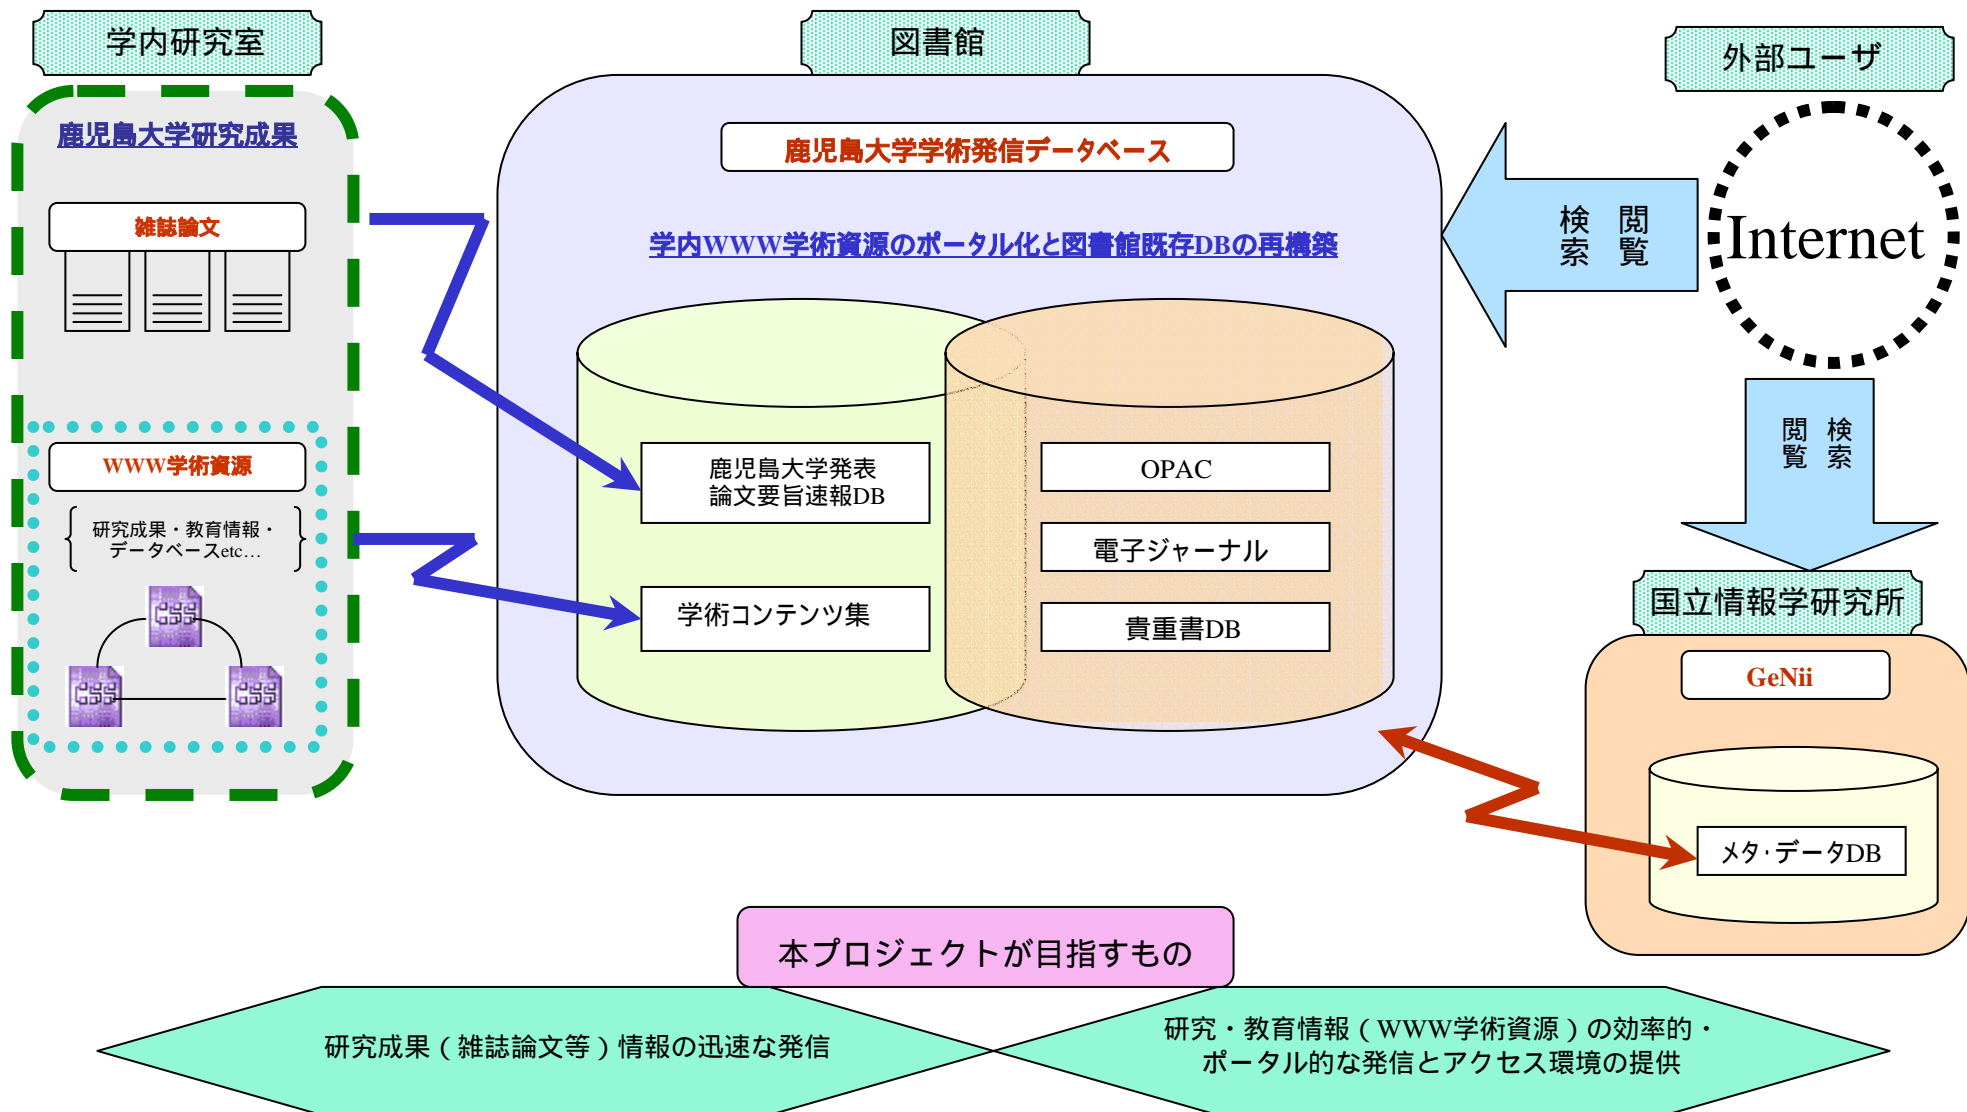 学内研究室
図書館
外部ユーザ
鹿児島大学研究成果
雑誌論文
WWW学術資源
研究成果・教育情報・
データベースetc…
CSS
CSS
CSS
鹿児島大学学術発信データベース
学内WWW学術資源のポータル化と図書館既存DBの再構築
鹿児島大学発表
論文要旨速報DB
学術コンテンツ集
OPAC
電子ジャーナル
貴重書DB
閲覧
検索
Internet
検索
閲覧
国立情報学研究所
GeNii
メタ・データDB
本プロジェクトが目指すもの
研究成果(雑誌論文等)情報の迅速な発信
研究・教育情報(WWW学術資源)の効率的・
ポータル的な発信とアクセス環境の提供